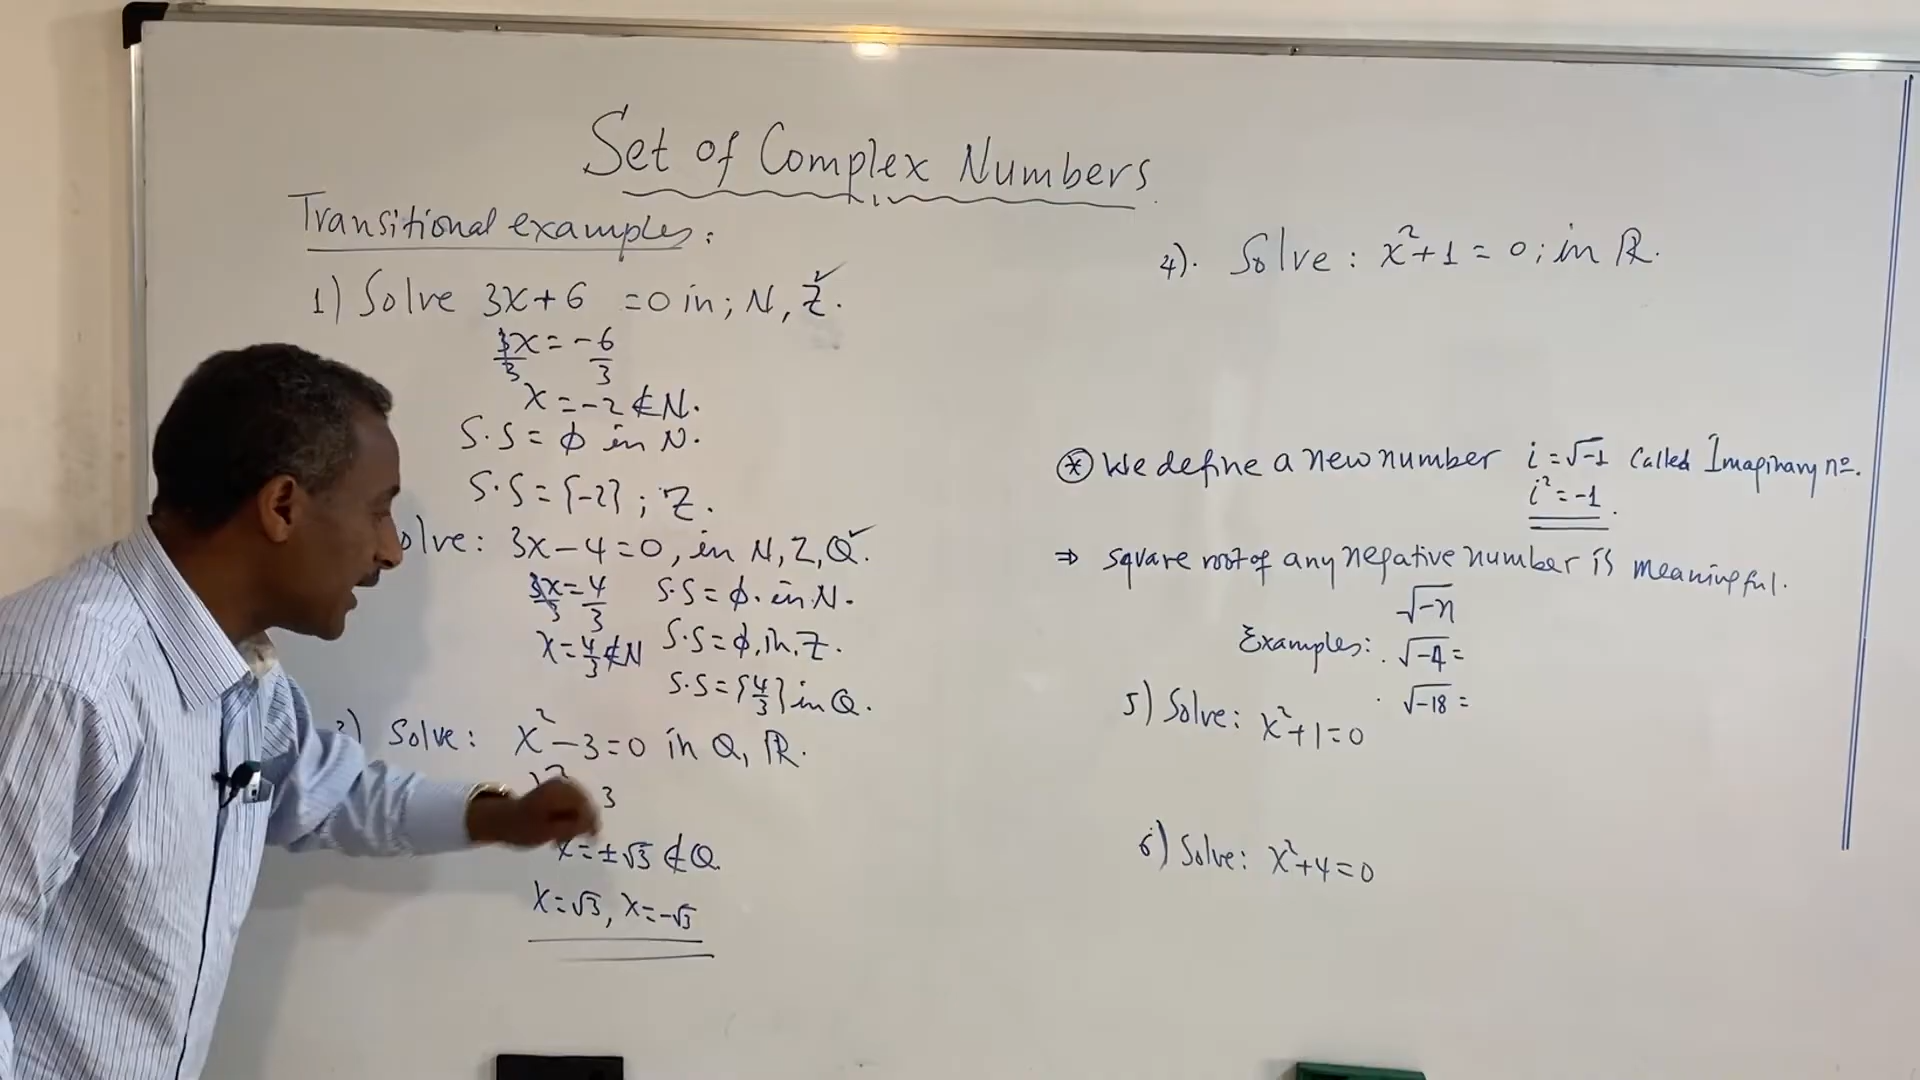 Set of Complex Numbers
Transitional examples:
1) Solve 3x+6 =0 in; N, Z. ✓
3x/3 = -6/3
x = -2 ∉ N.
S.S = ϕ in N.
S.S = {-2}; Z.
olve: 3x-4=0, in N, Z, Q. ✓
3x/3 = 4/3
x = 4/3 ∉ N
S.S = ϕ. in N.
S.S = ϕ, in, Z.
S.S = {4/3} in Q.
3) Solve: x²-3=0 in Q, ℝ.
3
x = ±√3 ∉ Q.
x = √3, x = -√3
4). Solve: x²+1 = 0; in ℝ.
⊛ We define a new number i = √-1 Called Imaginary nº.
i² = -1.
⇒ square root of any negative number is meaningful.
√-n
Examples: . √-4 =
. √-18 =
5) Solve: x²+1=0
6) Solve: x²+4=0